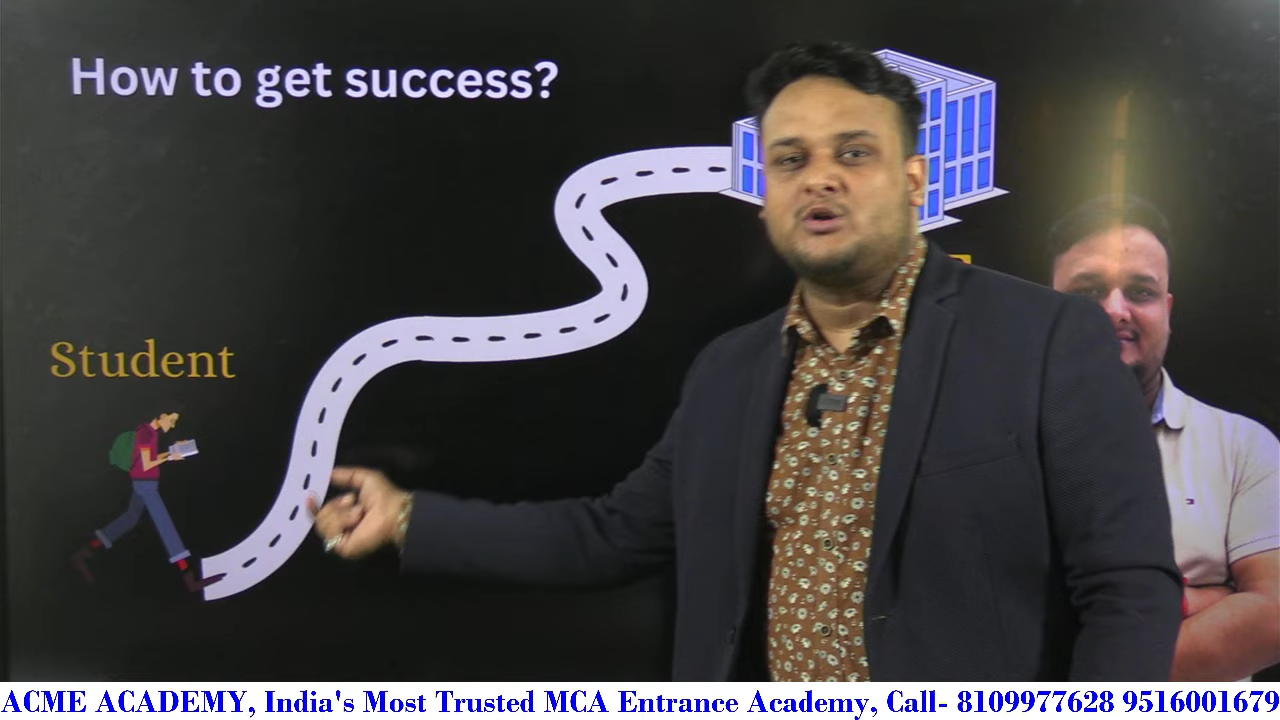 How to get success?
Student
ACME ACADEMY, India's Most Trusted MCA Entrance Academy, Call- 8109977628 9516001679